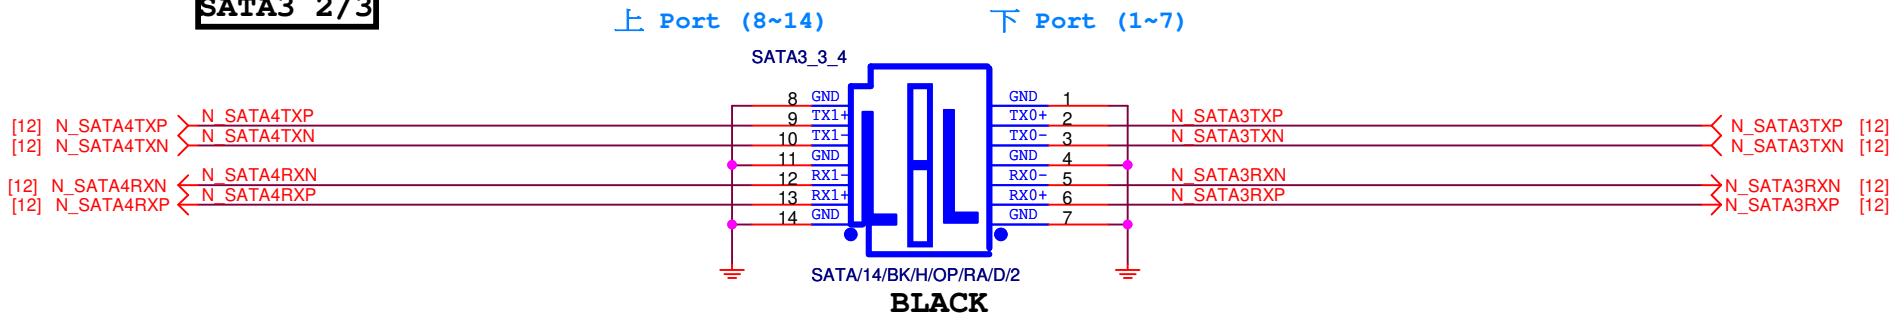 SATA3 2/3
上 Port (8~14)
下 Port (1~7)
SATA3_3_4
8 GND
9 TX1+
10 TX1-
11 GND
12 RX1-
13 RX1+
14 GND
GND 1
TX0+ 2
TX0- 3
GND 4
RX0- 5
RX0+ 6
GND 7
[12] N_SATA4TXP
[12] N_SATA4TXN
[12] N_SATA4RXN
[12] N_SATA4RXP
N_SATA4TXP
N_SATA4TXN
N_SATA4RXN
N_SATA4RXP
N_SATA3TXP
N_SATA3TXN
N_SATA3RXN
N_SATA3RXP
N_SATA3TXP [12]
N_SATA3TXN [12]
N_SATA3RXN [12]
N_SATA3RXP [12]
SATA/14/BK/H/OP/RA/D/2
BLACK